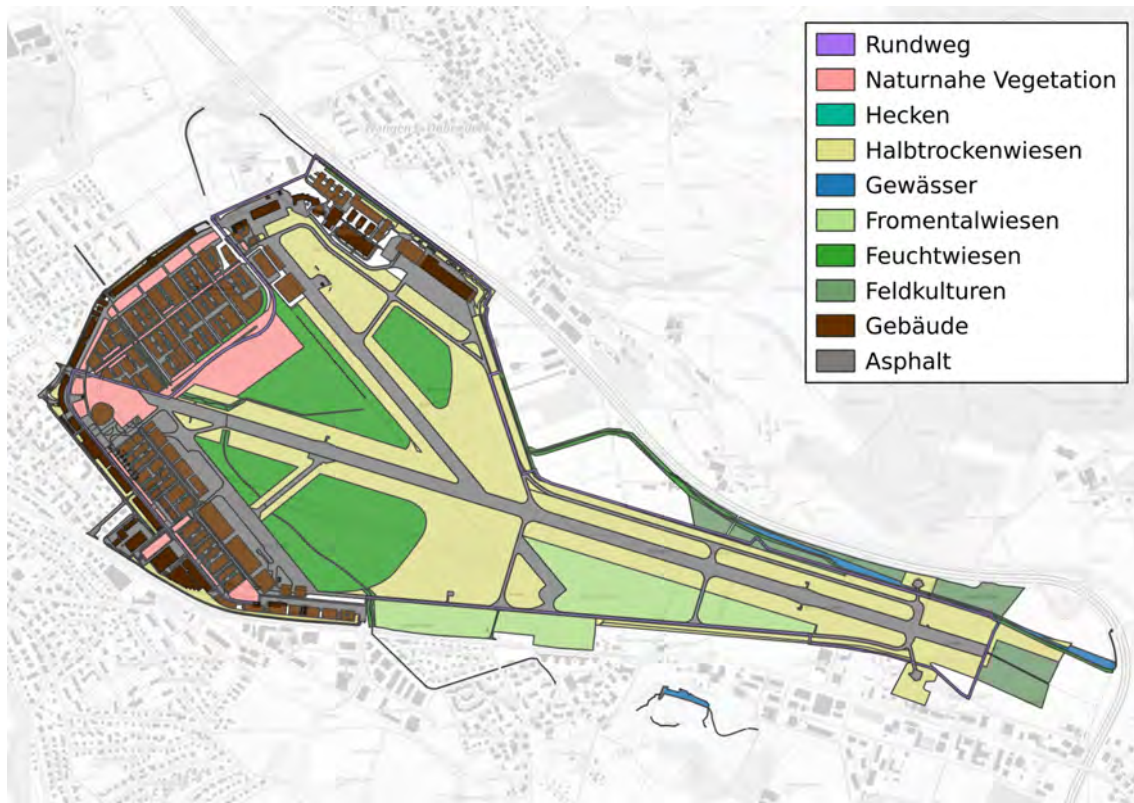 Rundweg
Naturnahe Vegetation
Hecken
Halbtrockenwiesen
Gewässer
Fromentalwiesen
Feuchtwiesen
Feldkulturen
Gebäude
Asphalt